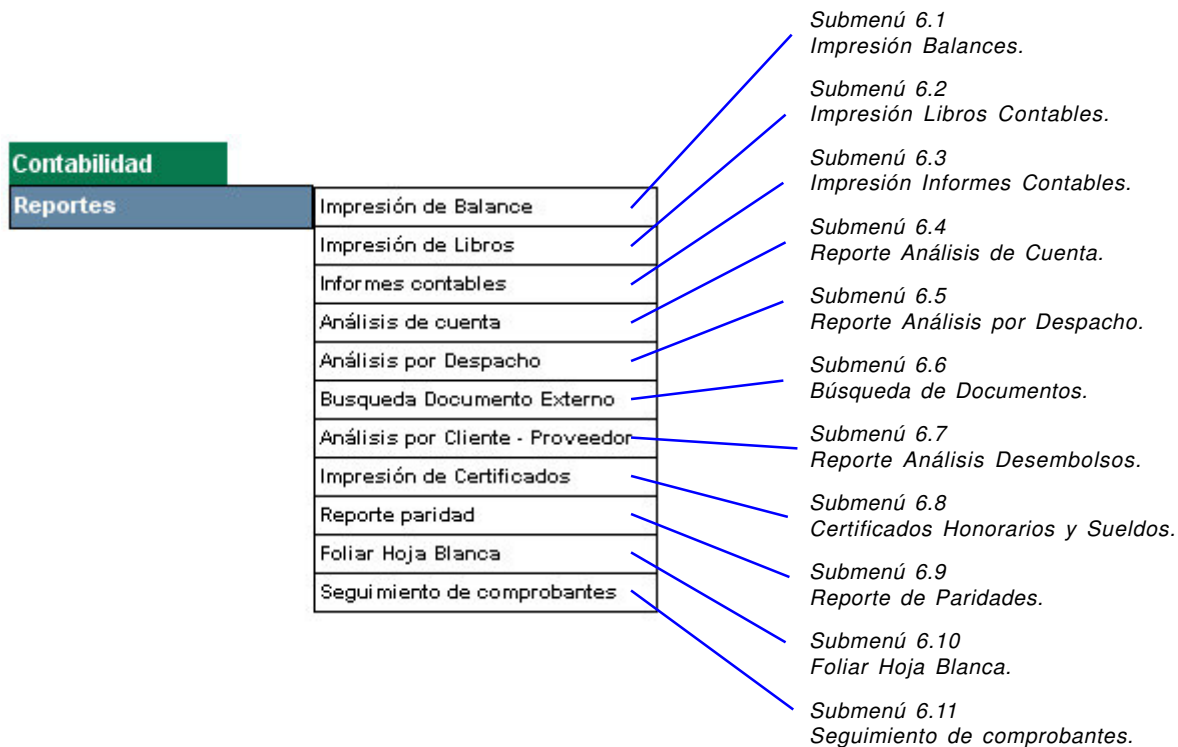 Contabilidad
Reportes
Impresión de Balance
Impresión de Libros
Informes contables
Análisis de cuenta
Análisis por Despacho
Busqueda Documento Externo
Análisis por Cliente - Proveedor
Impresión de Certificados
Reporte paridad
Foliar Hoja Blanca
Seguimiento de comprobantes
Submenú 6.1
Impresión Balances.
Submenú 6.2
Impresión Libros Contables.
Submenú 6.3
Impresión Informes Contables.
Submenú 6.4
Reporte Análisis de Cuenta.
Submenú 6.5
Reporte Análisis por Despacho.
Submenú 6.6
Búsqueda de Documentos.
Submenú 6.7
Reporte Análisis Desembolsos.
Submenú 6.8
Certificados Honorarios y Sueldos.
Submenú 6.9
Reporte de Paridades.
Submenú 6.10
Foliar Hoja Blanca.
Submenú 6.11
Seguimiento de comprobantes.